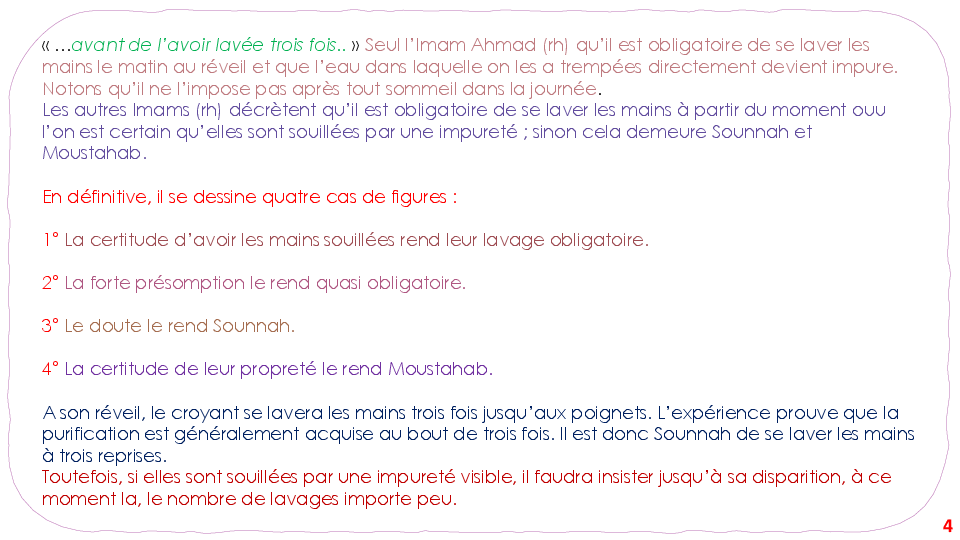 « …avant de l’avoir lavée trois fois.. » Seul l’Imam Ahmad (rh) qu’il est obligatoire de se laver les
mains le matin au réveil et que l’eau dans laquelle on les a trempées directement devient impure.
Notons qu’il ne l’impose pas après tout sommeil dans la journée.
Les autres Imams (rh) décrètent qu’il est obligatoire de se laver les mains à partir du moment ouu
l’on est certain qu’elles sont souillées par une impureté ; sinon cela demeure Sounnah et
Moustahab.
En définitive, il se dessine quatre cas de figures :
1° La certitude d’avoir les mains souillées rend leur lavage obligatoire.
2° La forte présomption le rend quasi obligatoire.
3° Le doute le rend Sounnah.
4° La certitude de leur propreté le rend Moustahab.
A son réveil, le croyant se lavera les mains trois fois jusqu’aux poignets. L’expérience prouve que la
purification est généralement acquise au bout de trois fois. Il est donc Sounnah de se laver les mains
à trois reprises.
Toutefois, si elles sont souillées par une impureté visible, il faudra insister jusqu’à sa disparition, à ce
moment la, le nombre de lavages importe peu.
4